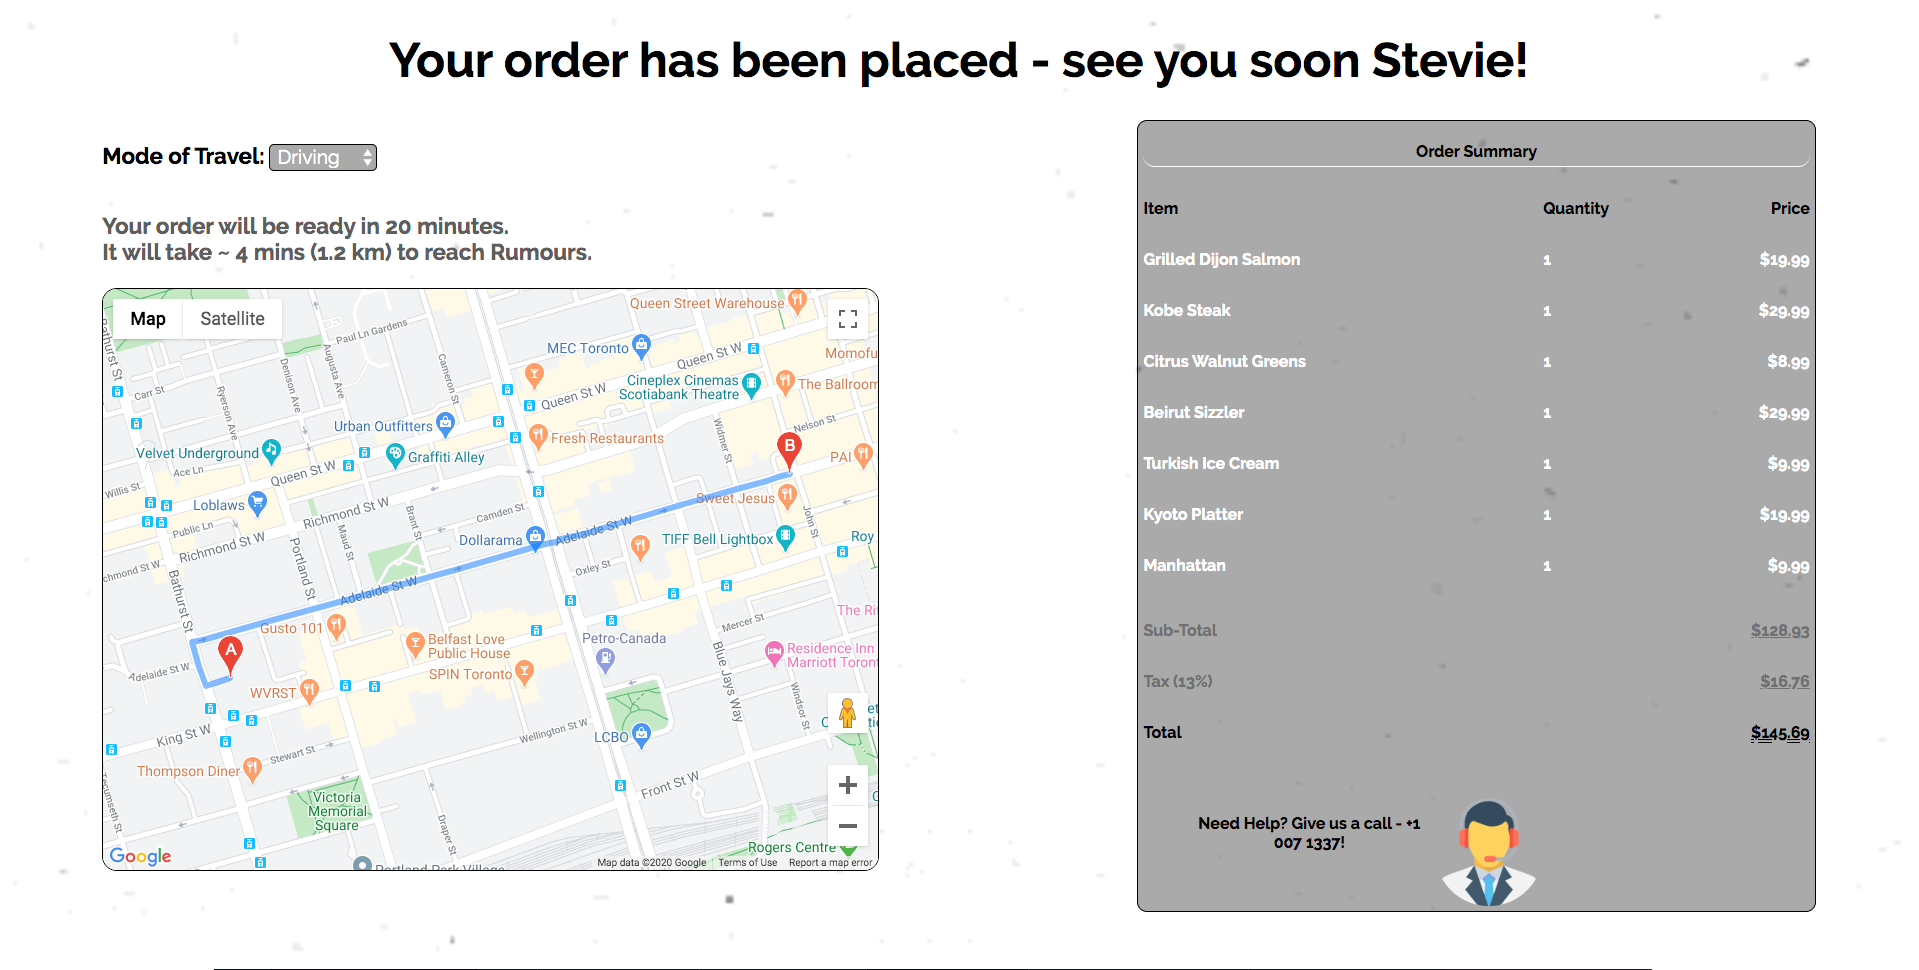 Your order has been placed - see you soon Stevie!
Mode of Travel: Driving
Your order will be ready in 20 minutes.
It will take ~ 4 mins (1.2 km) to reach Rumours.
Map
Satellite
Queen Street Warehouse
Paul Ln Gardens
MEC Toronto
Queen St W
Momofu
Bathurst St
Denison Ave
Augusta Ave
Cameron St
Cineplex Cinemas
Scotiabank Theatre
The Ballroom
Carr St
Ryerson Ave
Queen St W
Urban Outfitters
Widmer St
Nelson St
B
Fresh Restaurants
Velvet Underground
Graffiti Alley
PAI
Ace Ln
Queen St W
Willis St
Sweet Jesus
Loblaws
Richmond St W
Brant St
Camden St
John St
Public Ln
Maud St
Adelaide St W
Richmond St W
Dollarama
TIFF Bell Lightbox
Roy
chmond St W
Portland St
Oxley St
Bathurst St
Adelaide St W
The Rit
Gusto 101
Mercer St
A
Belfast Love
Public House
Petro-Canada
Residence Inn
Marriott Toront
Adelaide St W
SPIN Toronto
Blue Jays Way
WVRST
Windsor St
King St W
Wellington St W
LCBO
Stewart St
Thompson Diner
Front St W
Tecumseth St
Victoria
Memorial
Square
Draper St
Rogers Centre
Google
Map data ©2020 Google
Terms of Use
Report a map error
Portland Park Village
Order Summary
Item Quantity Price
Grilled Dijon Salmon 1 $19.99
Kobe Steak 1 $29.99
Citrus Walnut Greens 1 $8.99
Beirut Sizzler 1 $29.99
Turkish Ice Cream 1 $9.99
Kyoto Platter 1 $19.99
Manhattan 1 $9.99
Sub-Total $128.93
Tax (13%) $16.76
Total $145.69
Need Help? Give us a call - +1
007 1337!